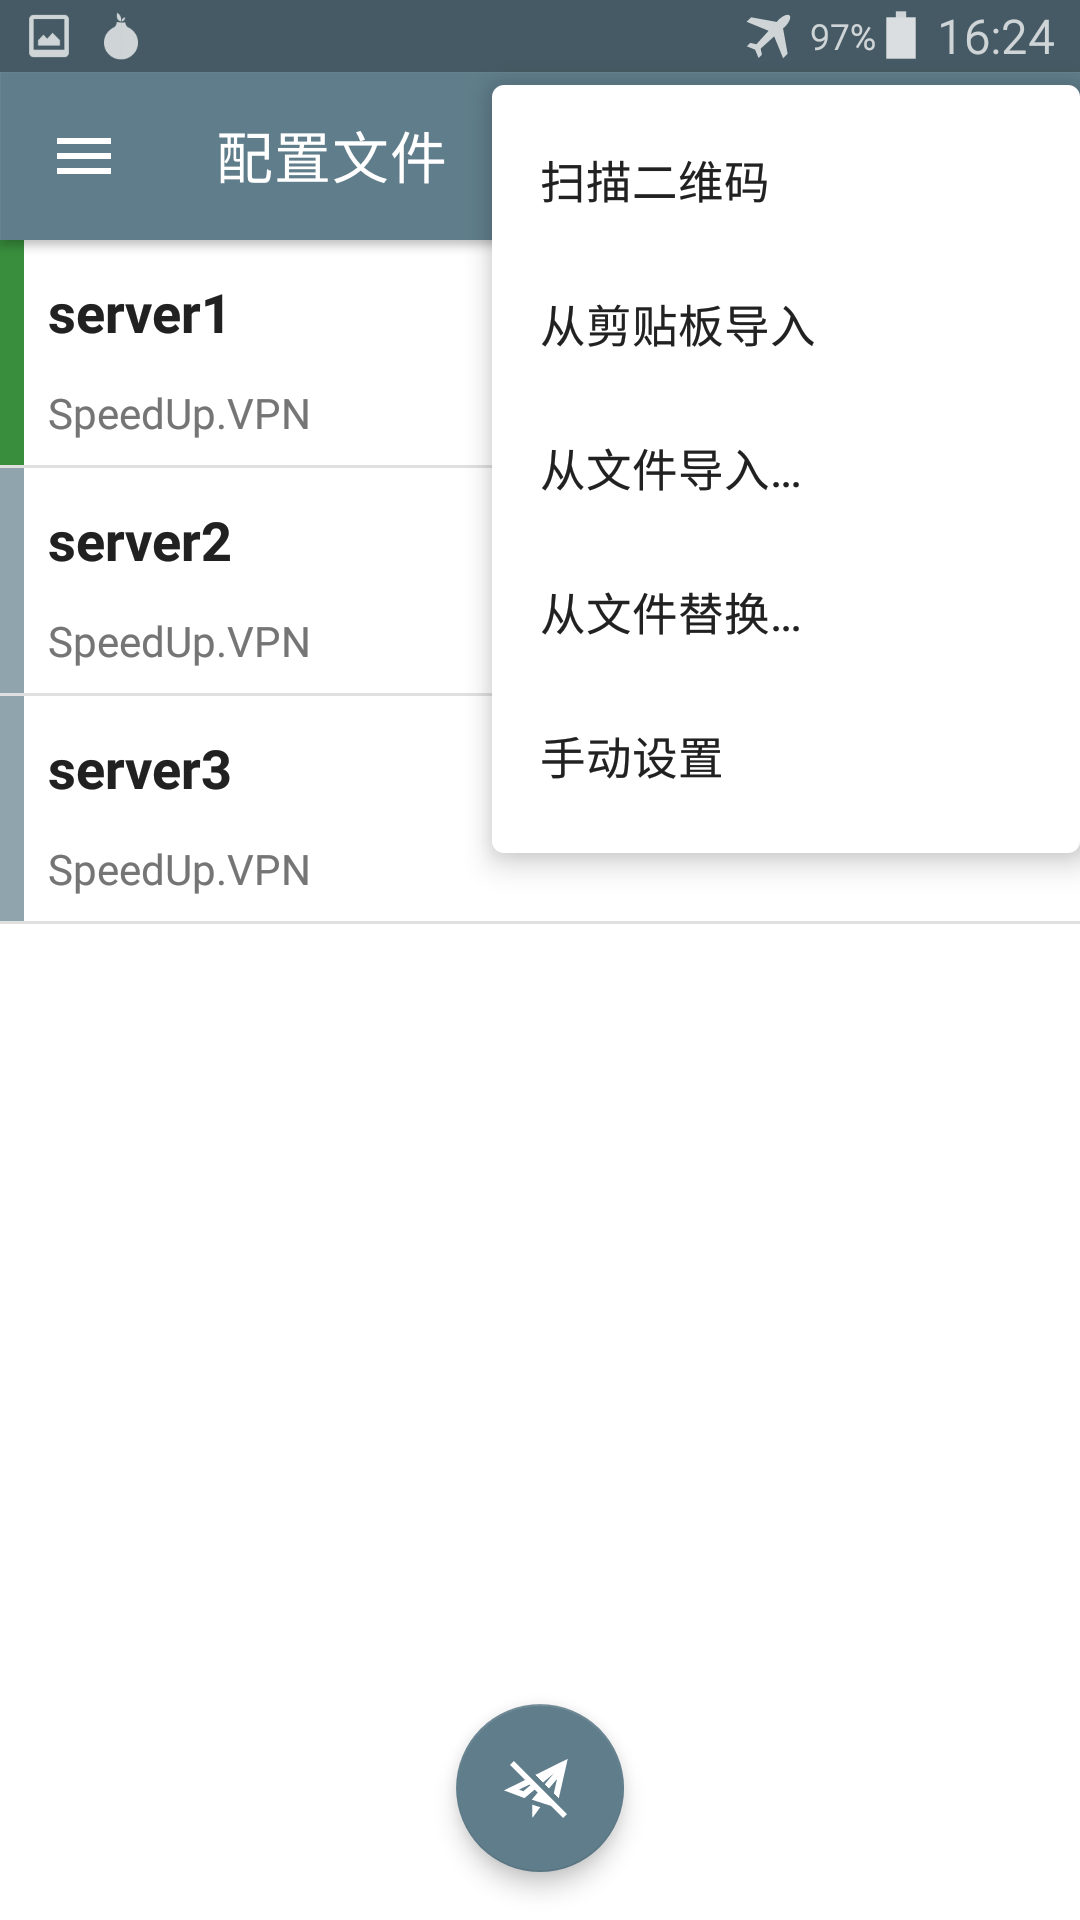 97% 16:24
配置文件
扫描二维码
从剪贴板导入
从文件导入...
从文件替换...
手动设置
server1
SpeedUp.VPN
server2
SpeedUp.VPN
server3
SpeedUp.VPN